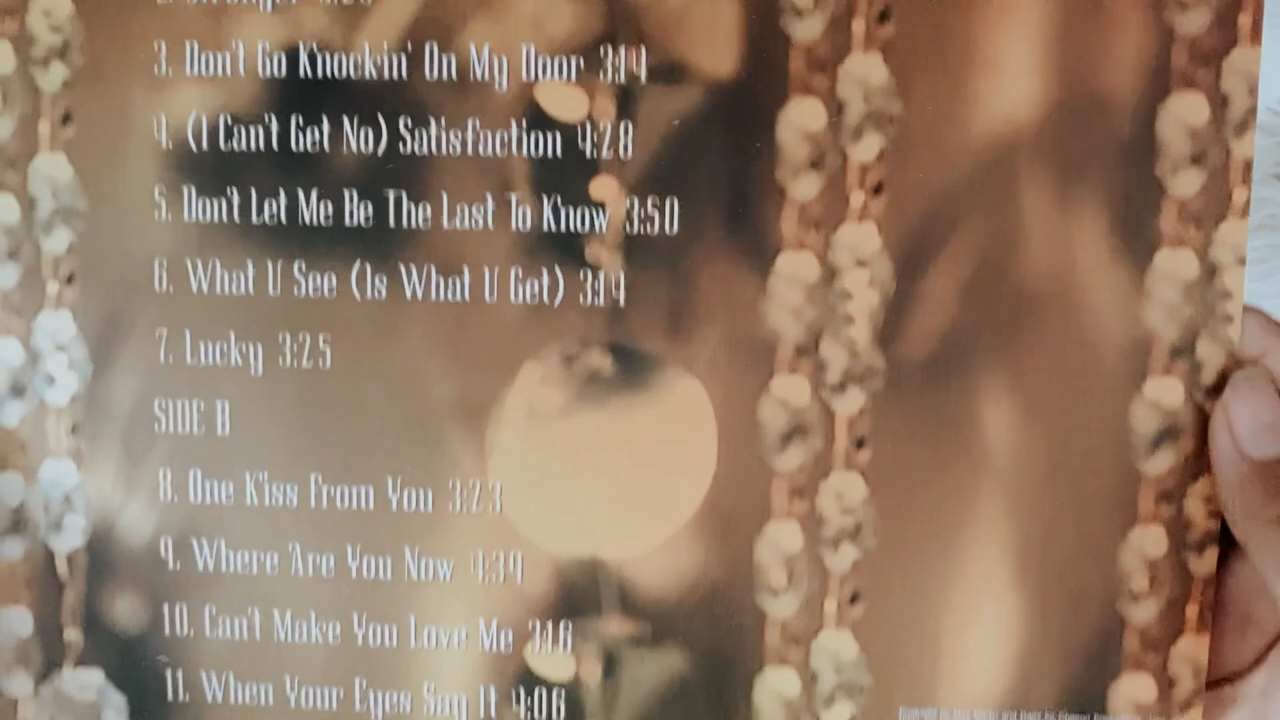 3. Don't Go Knockin' On My Door 3:14
4. (I Can't Get No) Satisfaction 4:28
5. Don't Let Me Be The Last To Know 3:50
6. What U See (Is What U Get) 3:14
7. Lucky 3:25
SIDE B
8. One Kiss From You 3:23
9. Where Are You Now 4:39
10. Can't Make You Love Me 3:16
11. When Your Eyes Say It 4:06